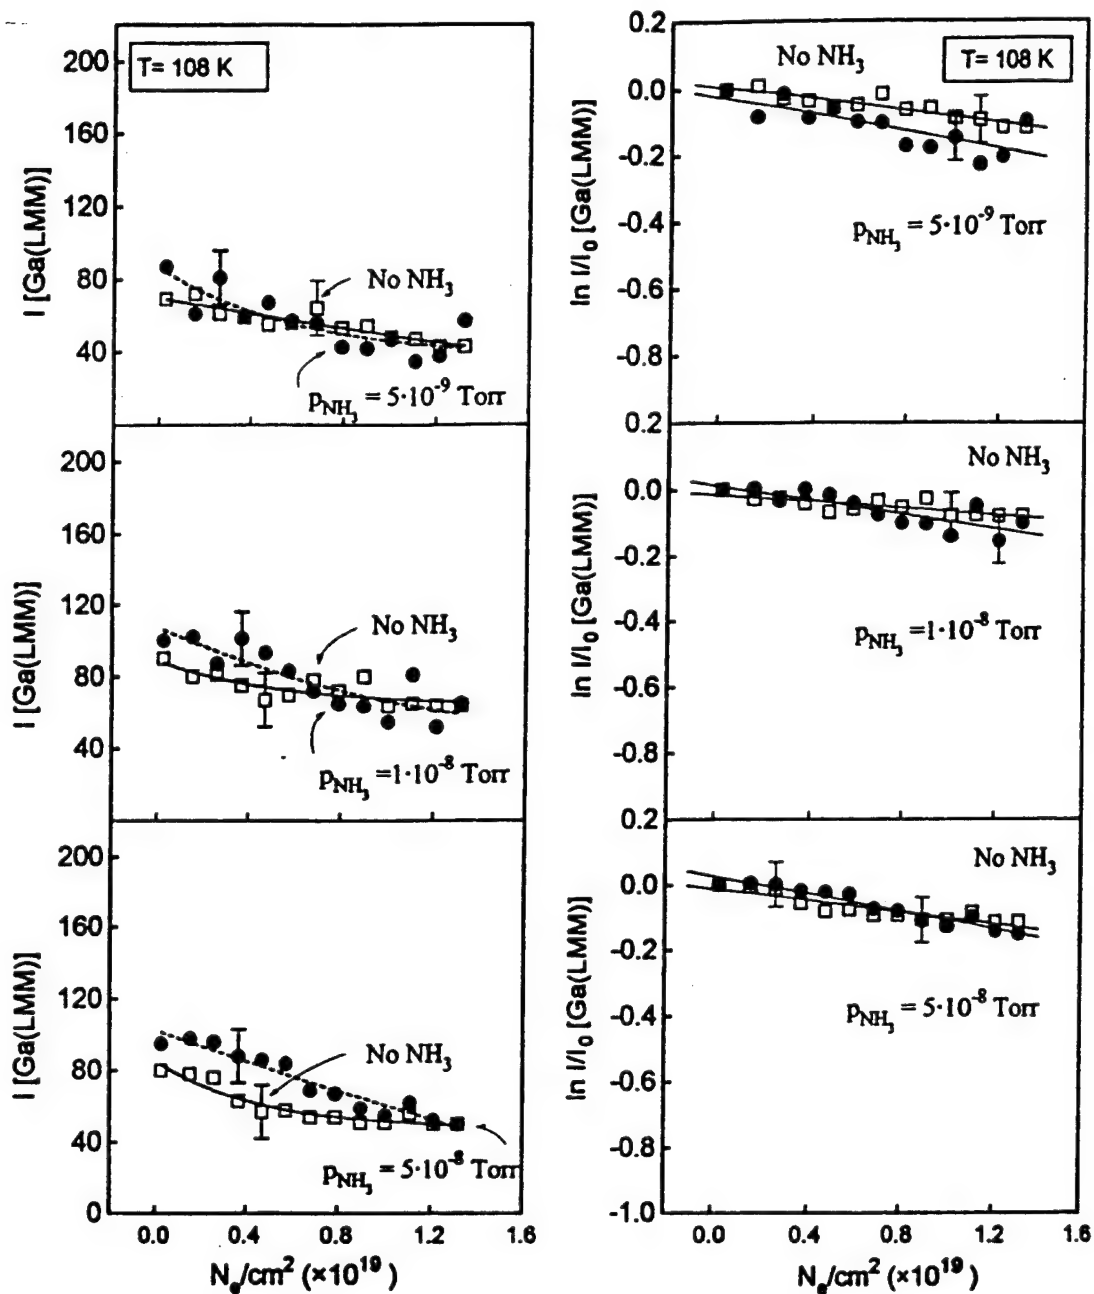 T= 108 K
200
160
120
80
40
I [Ga(LMM)]
No NH3
pNH3 = 5·10-9 Torr
200
160
120
80
40
I [Ga(LMM)]
No NH3
pNH3 =1·10-8 Torr
200
160
120
80
40
0
I [Ga(LMM)]
No NH3
pNH3 = 5·10-8 Torr
0.0 0.4 0.8 1.2 1.6
Ne/cm2 (×1019)
T= 108 K
0.2
0.0
-0.2
-0.4
-0.6
-0.8
ln I/I0 [Ga(LMM)]
No NH3
pNH3 = 5·10-9 Torr
0.2
0.0
-0.2
-0.4
-0.6
-0.8
ln I/I0 [Ga(LMM)]
No NH3
pNH3 =1·10-8 Torr
0.2
0.0
-0.2
-0.4
-0.6
-0.8
-1.0
ln I/I0 [Ga(LMM)]
No NH3
pNH3 = 5·10-8 Torr
0.0 0.4 0.8 1.2 1.6
Ne/cm2 (×1019)